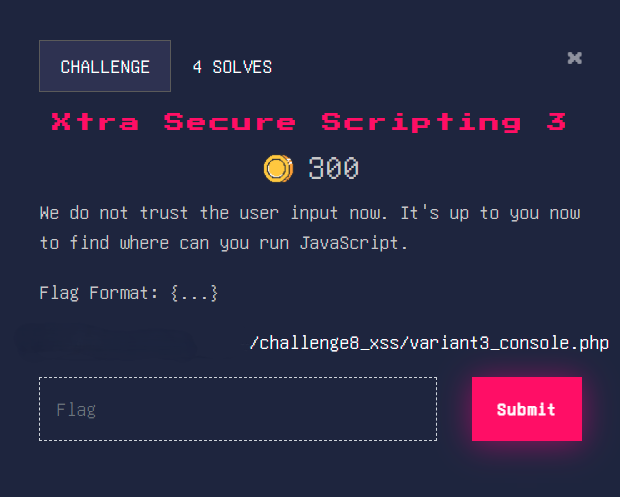 CHALLENGE
4 SOLVES
Xtra Secure Scripting 3
300
We do not trust the user input now. It's up to you now
to find where can you run JavaScript.
Flag Format: {...}
/challenge8_xss/variant3_console.php
Flag
Submit